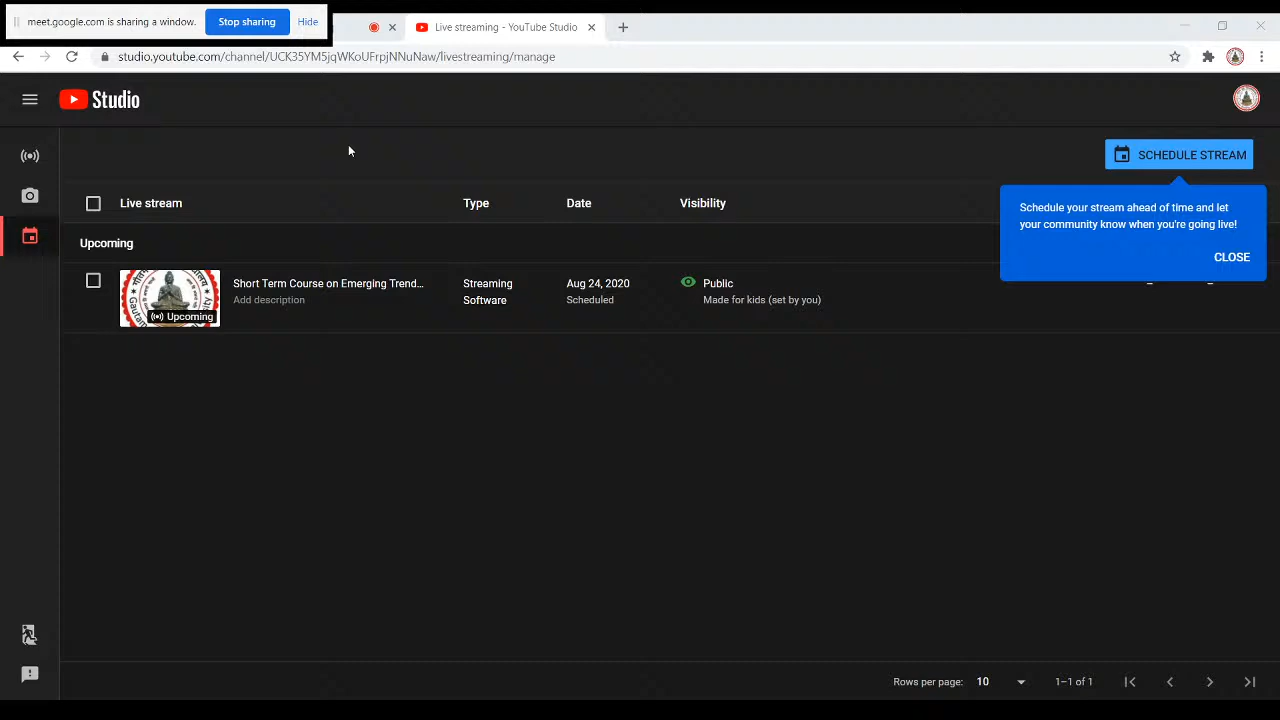 meet.google.com is sharing a window. Stop sharing Hide
Live streaming - YouTube Studio
studio.youtube.com/channel/UCK35YM5jqWKoUFrpjNNuNaw/livestreaming/manage
Studio
SCHEDULE STREAM
Schedule your stream ahead of time and let
your community know when you're going live!
CLOSE
Live stream Type Date Visibility
Upcoming
Short Term Course on Emerging Trend... Streaming Software Aug 24, 2020 Public
Add description Scheduled Made for kids (set by you)
Upcoming
Rows per page: 10 1–1 of 1